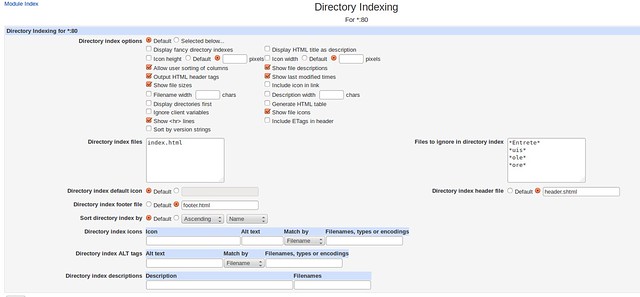 Module Index
Directory Indexing
For *:80
Directory Indexing for *:80
Directory index options Default Selected below...
Display fancy directory indexes Display HTML title as description
Icon height Default pixels Icon width Default pixels
Allow user sorting of columns Show file descriptions
Output HTML header tags Show last modified times
Show file sizes Include icon in link
Filename width chars Description width chars
Display directories first Generate HTML table
Ignore client variables Show file icons
Show <hr> lines Include ETags in header
Sort by version strings
Directory index files index.html Files to ignore in directory index *Entrete*
*uis*
*ole*
*ore*
Directory index default icon Default Directory index header file Default header.shtml
Directory index footer file Default footer.html
Sort directory index by Default Ascending Name
Directory index icons Icon Alt text Match by Filenames, types or encodings
Filename
Directory index ALT tags Alt text Match by Filenames, types or encodings
Filename
Directory index descriptions Description Filenames